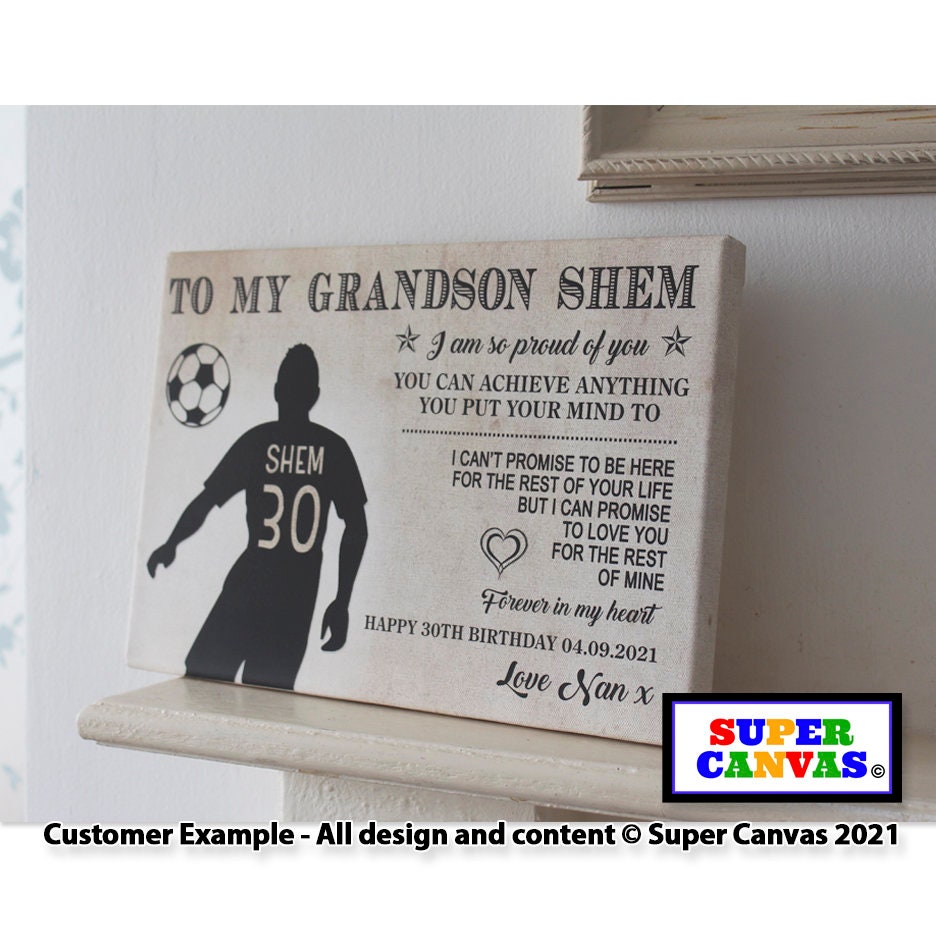 TO MY GRANDSON SHEM
I am so proud of you
YOU CAN ACHIEVE ANYTHING
YOU PUT YOUR MIND TO
SHEM
30
I CAN'T PROMISE TO BE HERE
FOR THE REST OF YOUR LIFE
BUT I CAN PROMISE
TO LOVE YOU
FOR THE REST
OF MINE
Forever in my heart
HAPPY 30TH BIRTHDAY 04.09.2021
Love Nan x
SUPER
CANVAS©
Customer Example - All design and content © Super Canvas 2021